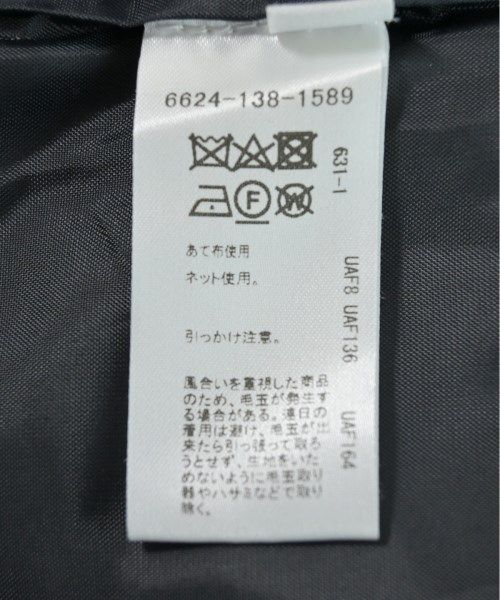 6624-138-1589
F W
あて布使用
ネット使用。
引っかけ注意。
風合いを重視した商品
のため、毛玉が発生す
る場合がある。連日の
着用は避け、毛玉が出
来たら引っ張って取る
うとせず、生地をいた
めないように毛玉取り
器やハサミなどで取り
除く。
631-1
UAF8 UAF136 UAF164